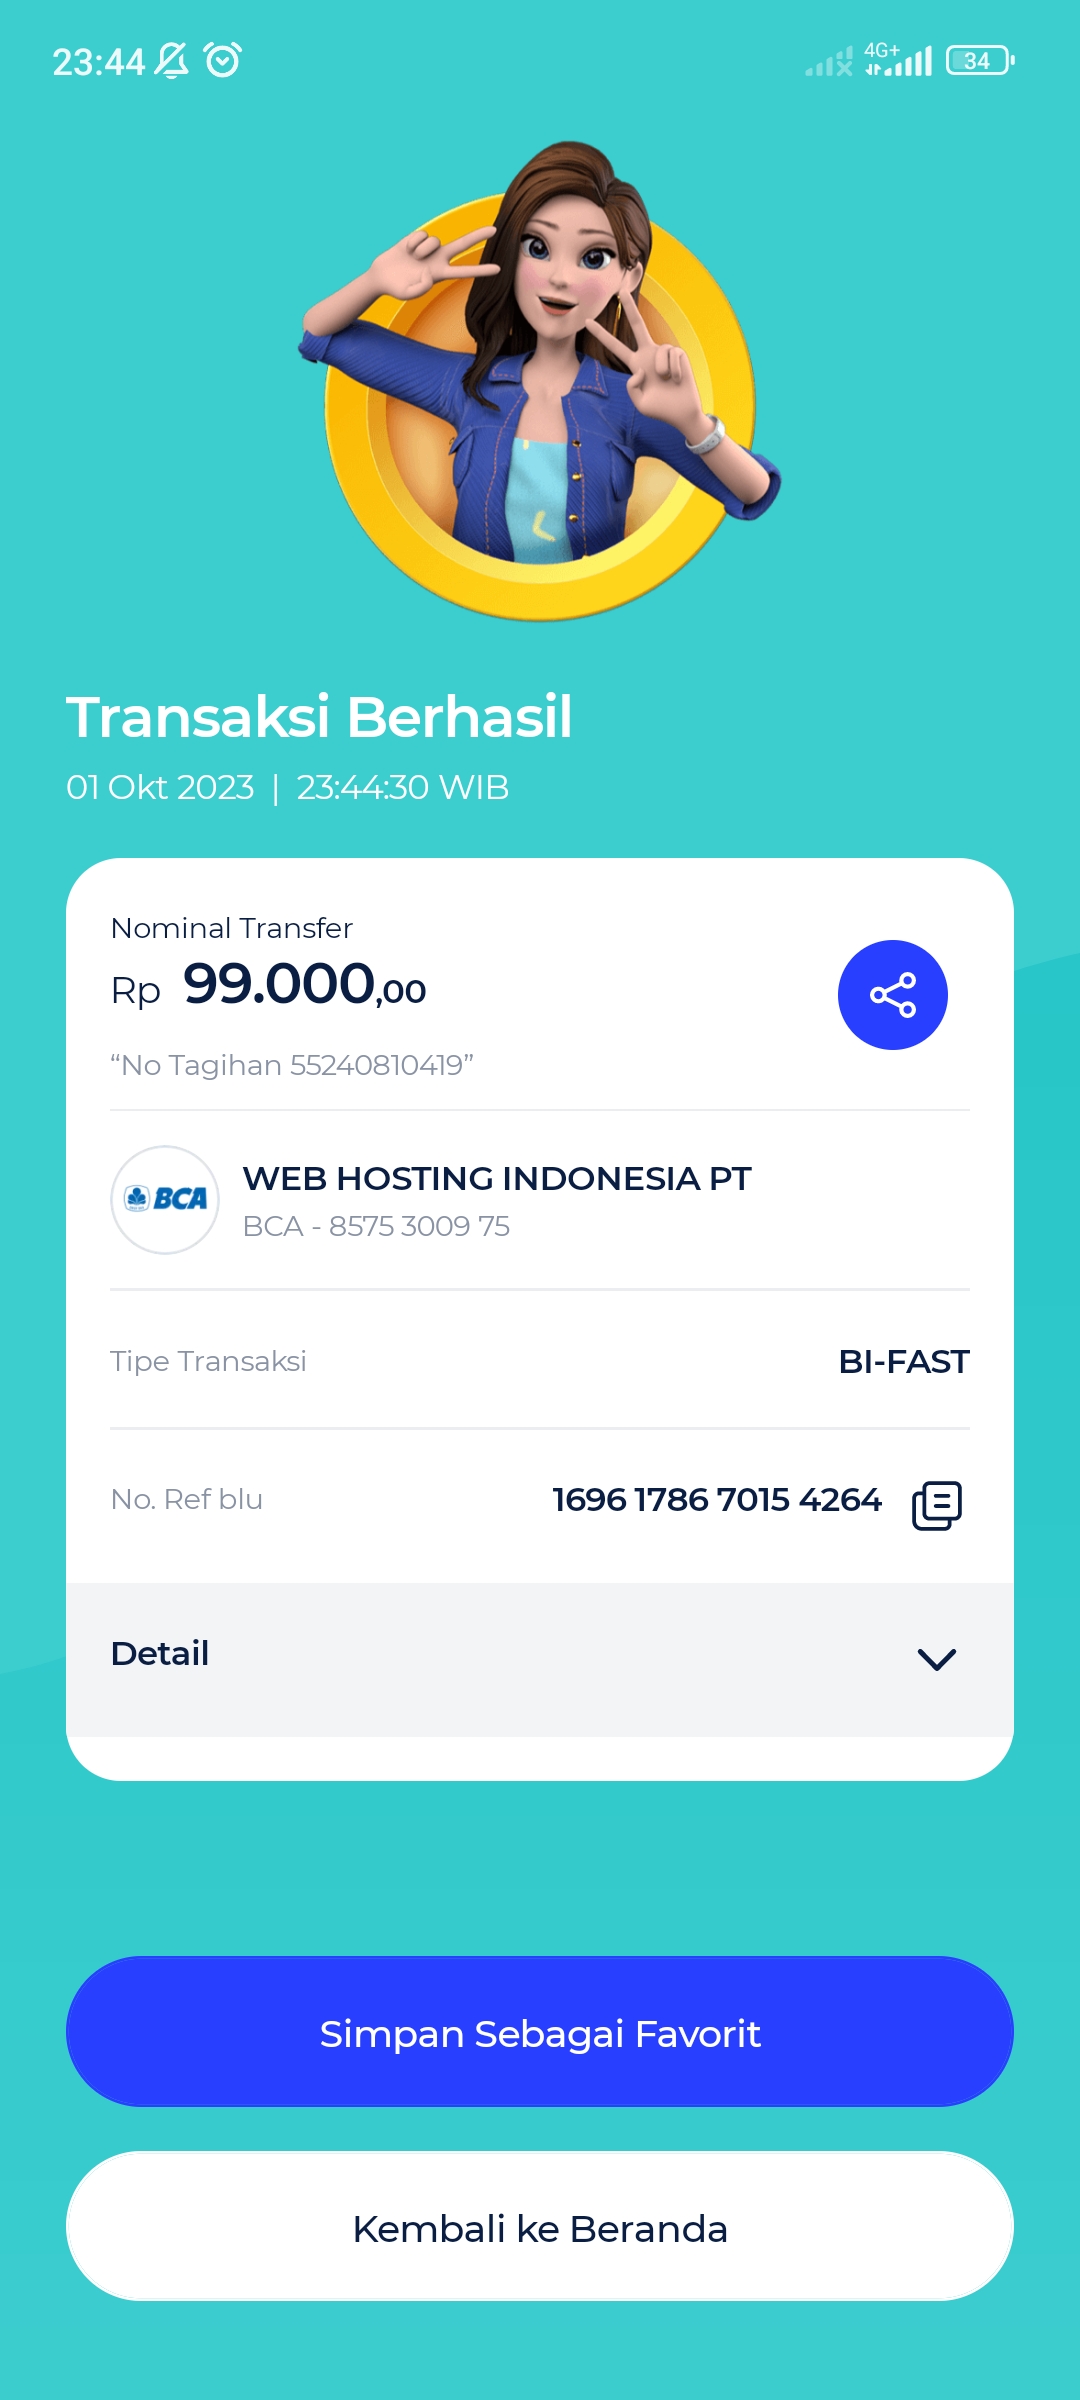 23:44
4G+
34
Transaksi Berhasil
01 Okt 2023 | 23:44:30 WIB
Nominal Transfer
Rp 99.000,00
“No Tagihan 55240810419”
BCA
WEB HOSTING INDONESIA PT
BCA - 8575 3009 75
Tipe Transaksi
BI-FAST
No. Ref blu
1696 1786 7015 4264
Detail
Simpan Sebagai Favorit
Kembali ke Beranda